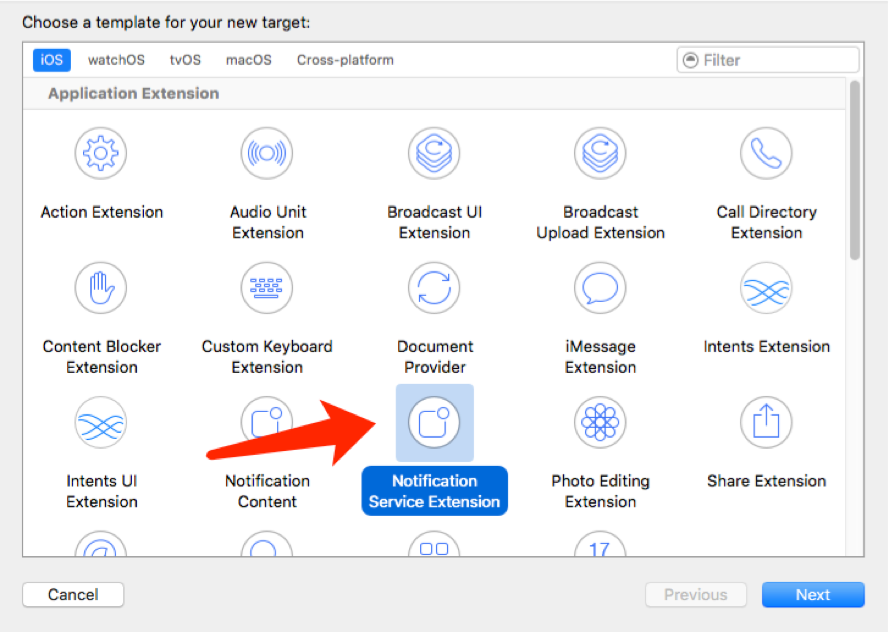 Choose a template for your new target:
iOS watchOS tvOS macOS Cross-platform Filter
Application Extension
Action Extension
Audio Unit
Extension
Broadcast UI
Extension
Broadcast
Upload Extension
Call Directory
Extension
Content Blocker
Extension
Custom Keyboard
Extension
Document
Provider
iMessage
Extension
Intents Extension
Intents UI
Extension
Notification
Content
Notification
Service Extension
Photo Editing
Extension
Share Extension
17
Cancel Previous Next